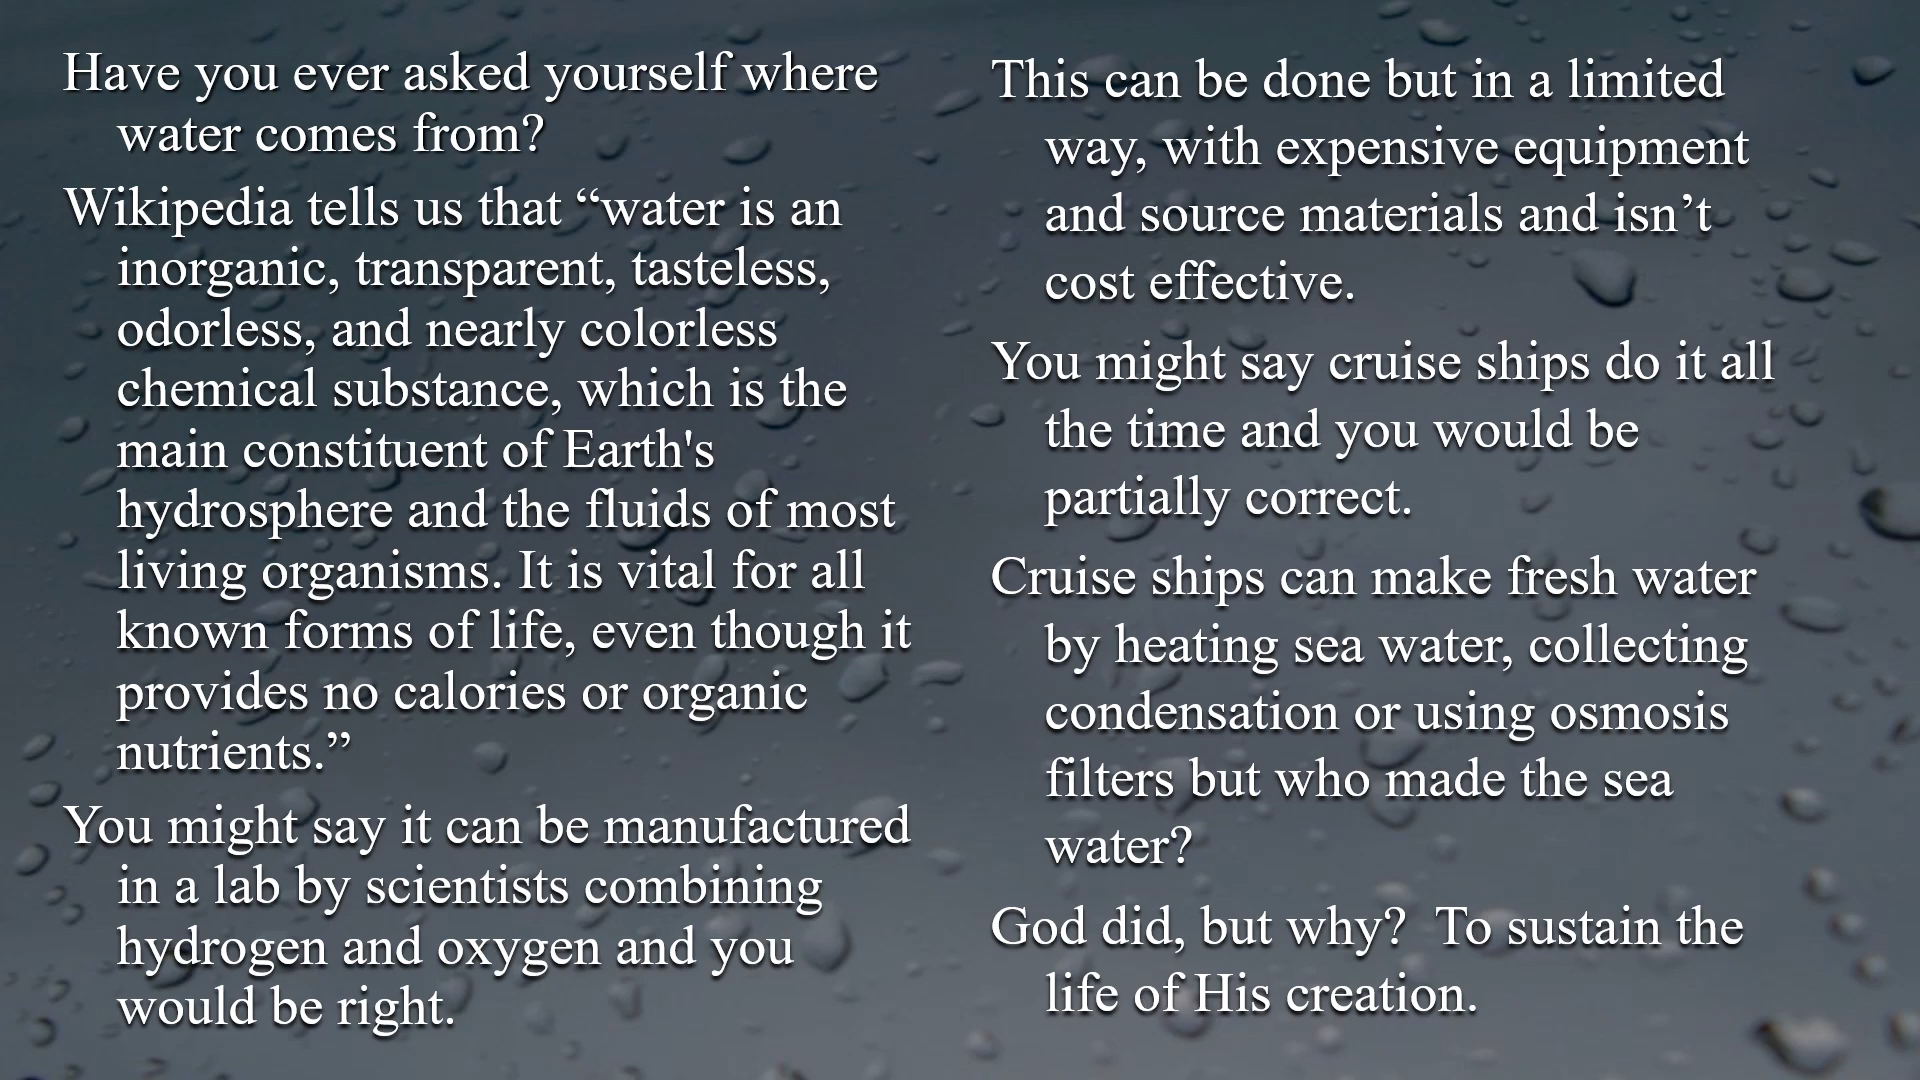 Have you ever asked yourself where
water comes from?
Wikipedia tells us that “water is an
inorganic, transparent, tasteless,
odorless, and nearly colorless
chemical substance, which is the
main constituent of Earth's
hydrosphere and the fluids of most
living organisms. It is vital for all
known forms of life, even though it
provides no calories or organic
nutrients.”
You might say it can be manufactured
in a lab by scientists combining
hydrogen and oxygen and you
would be right.
This can be done but in a limited
way, with expensive equipment
and source materials and isn’t
cost effective.
You might say cruise ships do it all
the time and you would be
partially correct.
Cruise ships can make fresh water
by heating sea water, collecting
condensation or using osmosis
filters but who made the sea
water?
God did, but why?  To sustain the
life of His creation.